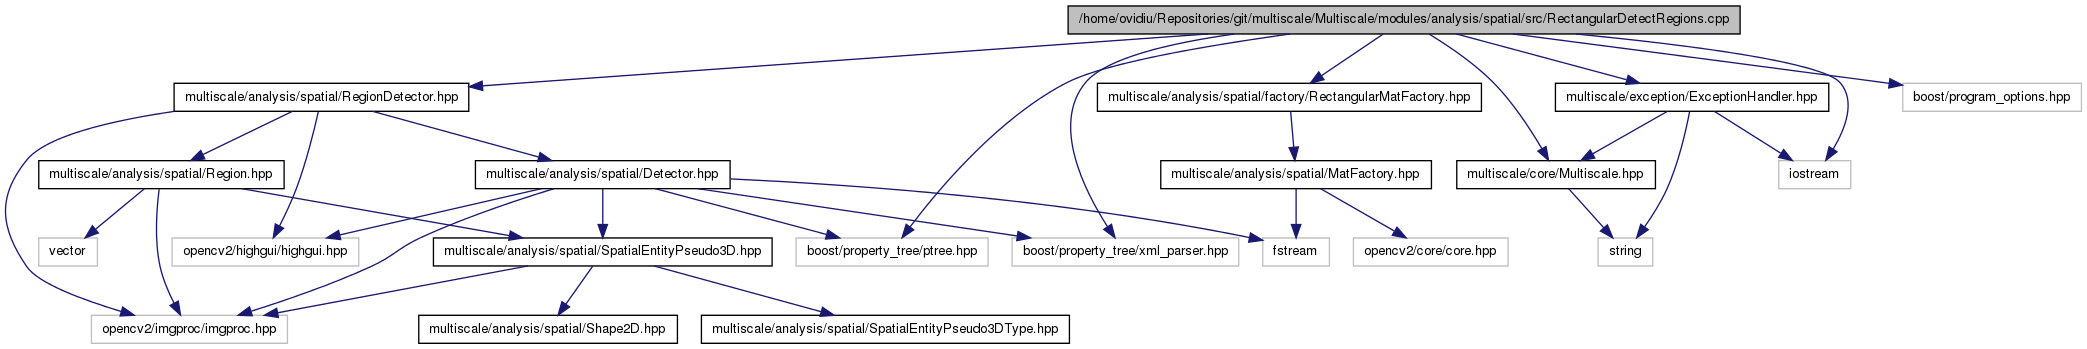 /home/ovidiu/Repositories/git/multiscale/Multiscale/modules/analysis/spatial/src/RectangularDetectRegions.cpp
multiscale/analysis/spatial/RegionDetector.hpp
multiscale/analysis/spatial/factory/RectangularMatFactory.hpp
multiscale/exception/ExceptionHandler.hpp
boost/program_options.hpp
multiscale/analysis/spatial/Region.hpp
multiscale/analysis/spatial/Detector.hpp
multiscale/analysis/spatial/MatFactory.hpp
multiscale/core/Multiscale.hpp
iostream
vector
opencv2/highgui/highgui.hpp
multiscale/analysis/spatial/SpatialEntityPseudo3D.hpp
boost/property_tree/ptree.hpp
boost/property_tree/xml_parser.hpp
fstream
opencv2/core/core.hpp
string
opencv2/imgproc/imgproc.hpp
multiscale/analysis/spatial/Shape2D.hpp
multiscale/analysis/spatial/SpatialEntityPseudo3DType.hpp